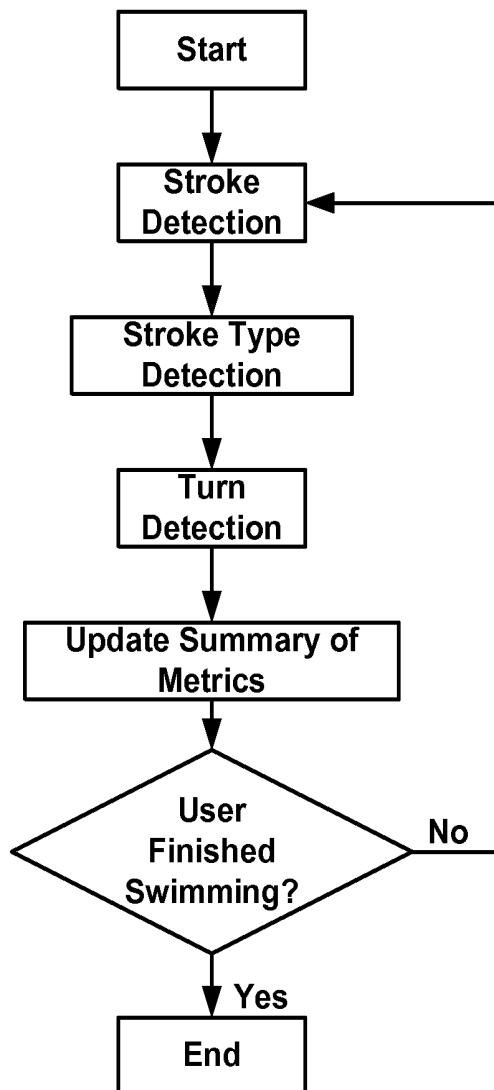 Start
Stroke
Detection
Stroke Type
Detection
Turn
Detection
Update Summary of
Metrics
User
Finished
Swimming?
No
Yes
End